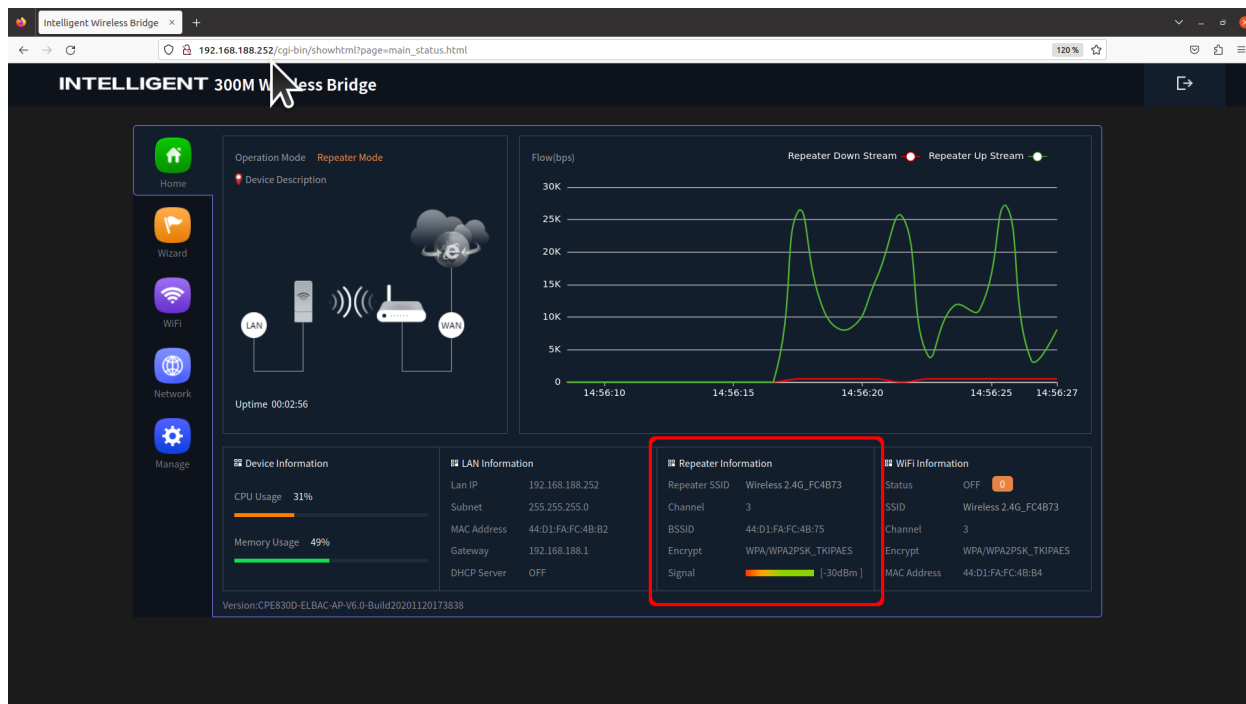 Intelligent Wireless Bridge × +
192.168.188.252/cgi-bin/showhtml?page=main_status.html 120%
INTELLIGENT 300M W less Bridge
Home
Wizard
WiFi
Network
Manage
Operation Mode Repeater Mode
Device Description
LAN
WAN
Uptime 00:02:56
Flow(bps)
Repeater Down Stream Repeater Up Stream
30K
25K
20K
15K
10K
5K
0
14:56:10 14:56:15 14:56:20 14:56:25 14:56:27
Device Information
CPU Usage 31%
Memory Usage 49%
LAN Information
Lan IP 192.168.188.252
Subnet 255.255.255.0
MAC Address 44:D1:FA:FC:4B:B2
Gateway 192.168.188.1
DHCP Server OFF
Repeater Information
Repeater SSID Wireless 2.4G_FC4B73
Channel 3
BSSID 44:D1:FA:FC:4B:75
Encrypt WPA/WPA2PSK_TKIPAES
Signal [-30dBm ]
WiFi Information
Status OFF 0
SSID Wireless 2.4G_FC4B73
Channel 3
Encrypt WPA/WPA2PSK_TKIPAES
MAC Address 44:D1:FA:FC:4B:B4
Version:CPE830D-ELBAC-AP-V6.0-Build20201120173838